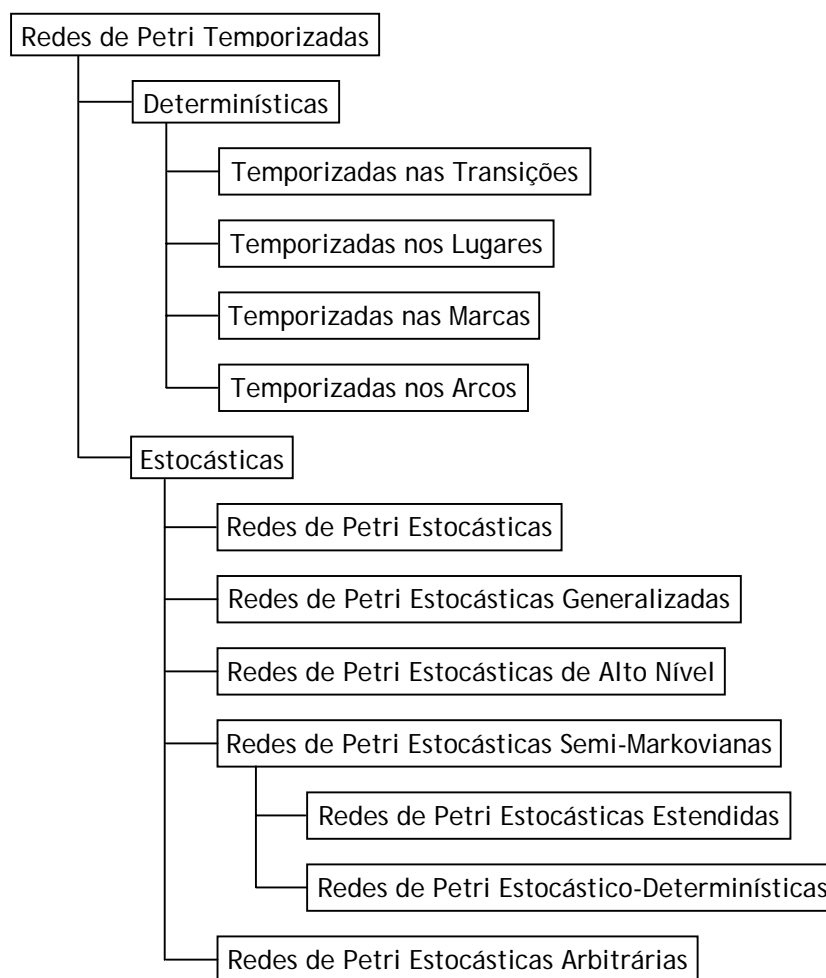 Redes de Petri Temporizadas
Determinísticas
Temporizadas nas Transições
Temporizadas nos Lugares
Temporizadas nas Marcas
Temporizadas nos Arcos
Estocásticas
Redes de Petri Estocásticas
Redes de Petri Estocásticas Generalizadas
Redes de Petri Estocásticas de Alto Nível
Redes de Petri Estocásticas Semi-Markovianas
Redes de Petri Estocásticas Estendidas
Redes de Petri Estocástico-Determinísticas
Redes de Petri Estocásticas Arbitrárias